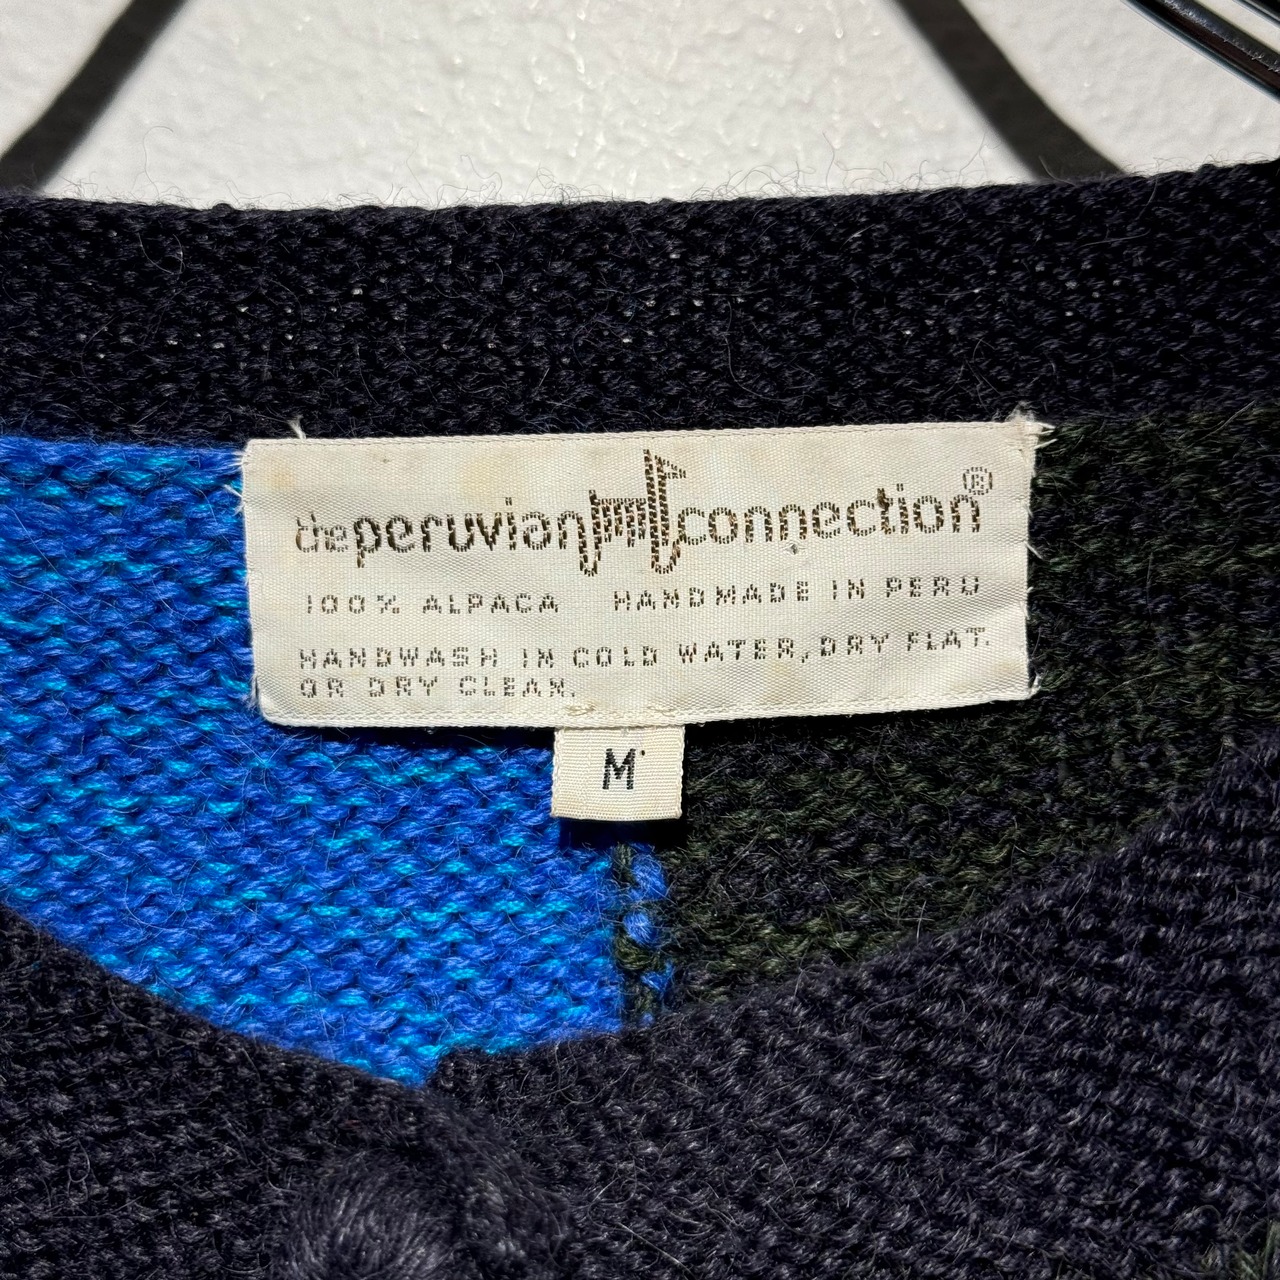 the peruvian connection®
100% ALPACA HANDMADE IN PERU
HANDWASH IN COLD WATER, DRY FLAT.
OR DRY CLEAN.
M